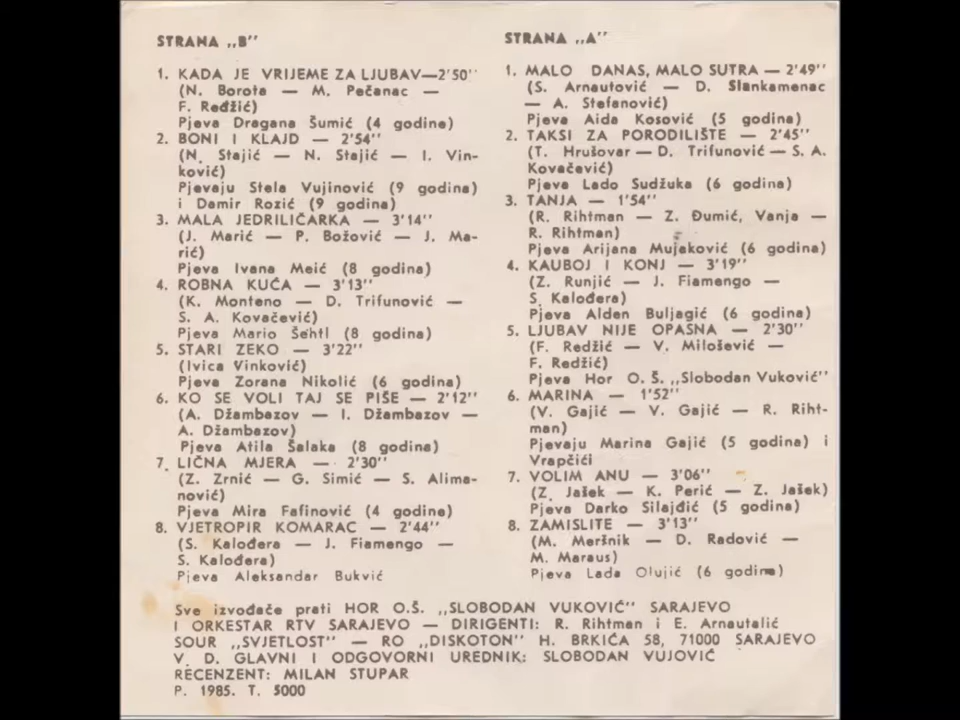 STRANA „B”
1. KADA JE VRIJEME ZA LJUBAV—2'50''
(N. Borota — M. Pečanac —
F. Redžić)
Pjeva Dragana Šumić (4 godine)
2. BONI I KLAJD — 2'54''
(N. Stajić — N. Stajić — I. Vin-
ković)
Pjevaju Stela Vujinović (9 godina)
i Damir Rozić (9 godina)
3. MALA JEDRILIČARKA — 3'14''
(J. Marić — P. Božović — J. Ma-
rić)
Pjeva Ivana Meić (8 godina)
4. ROBNA KUĆA — 3'13''
(K. Monteno — D. Trifunović —
S. A. Kovačević)
Pjeva Mario Šehtl (8 godina)
5. STARI ZEKO — 3'22''
(Ivica Vinković)
Pjeva Zorana Nikolić (6 godina)
6. KO SE VOLI TAJ SE PIŠE — 2'12''
(A. Džambazov — I. Džambazov —
A. Džambazov)
Pjeva Atila Šalaka (8 godina)
7. LIČNA MJERA — 2'30''
(Z. Zrnić — G. Simić — S. Alima-
nović)
Pjeva Mira Fafinović (4 godine)
8. VJETROPIR KOMARAC — 2'44''
(S. Kalođera — J. Fiamengo —
S. Kalođera)
Pjeva Aleksandar Bukvić
STRANA „A”
1. MALO DANAS, MALO SUTRA — 2'49''
(S. Arnautović — D. Slankamenac
— A. Stefanović)
Pjeva Aida Kosović (5 godina)
2. TAKSI ZA PORODILIŠTE — 2'45''
(T. Hrušovar — D. Trifunović — S. A.
Kovačević)
Pjeva Lado Sudžuka (6 godina)
3. TANJA — 1'54''
(R. Rihtman — Z. Đumić, Vanja —
R. Rihtman)
Pjeva Arijana Mujaković (6 godina)
4. KAUBOJ I KONJ — 3'19''
(Z. Runjić — J. Fiamengo —
S. Kalođera)
Pjeva Alden Buljagić (6 godina)
5. LJUBAV NIJE OPASNA — 2'30''
(F. Redžić — V. Milošević —
F. Redžić)
Pjeva Hor O. Š. „Slobodan Vuković”
6. MARINA — 1'52''
(V. Gajić — V. Gajić — R. Riht-
man)
Pjevaju Marina Gajić (5 godina) i
Vrapčići
7. VOLIM ANU — 3'06''
(Z. Jašek — K. Perić — Z. Jašek)
Pjeva Darko Silajdić (5 godina)
8. ZAMISLITE — 3'13''
(M. Meršnik — D. Radović —
M. Maraus)
Pjeva Lada Olujić (6 godina)
Sve izvođače prati HOR O.Š. „SLOBODAN VUKOVIĆ” SARAJEVO
I ORKESTAR RTV SARAJEVO — DIRIGENTI: R. Rihtman i E. Arnautalić
SOUR „SVJETLOST” — RO „DISKOTON” H. BRKIĆA 58, 71000 SARAJEVO
V. D. GLAVNI I ODGOVORNI UREDNIK: SLOBODAN VUJOVIĆ
RECENZENT: MILAN STUPAR
P. 1985. T. 5000